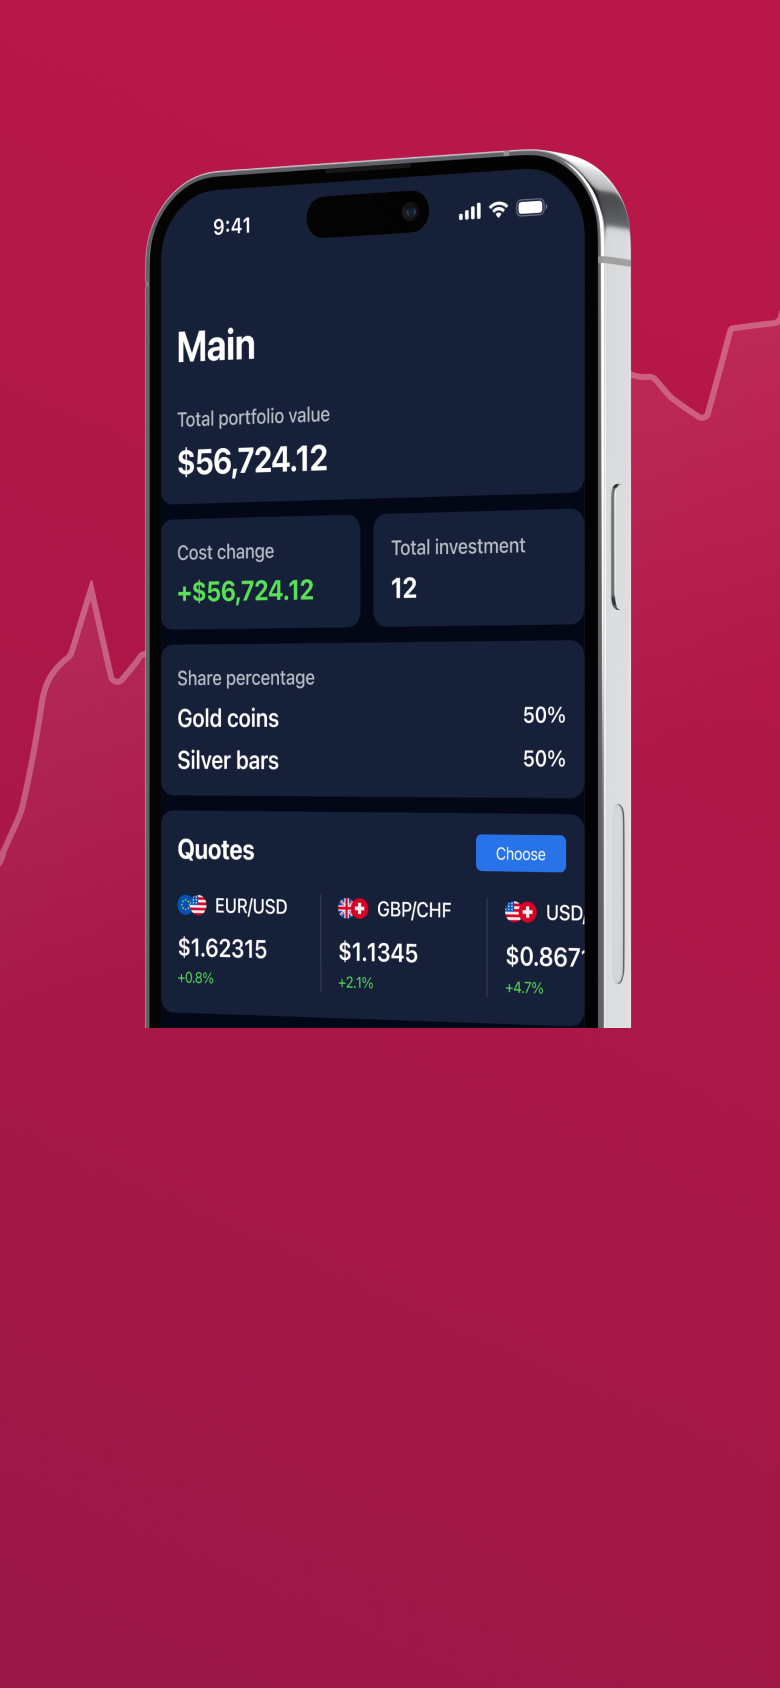 9:41
Main
Total portfolio value
$56,724.12
Cost change
+$56,724.12
Total investment
12
Share percentage
Gold coins 50%
Silver bars 50%
Quotes
Choose
EUR/USD
$1.62315
+0.8%
GBP/CHF
$1.1345
+2.1%
USD/
$0.867
+4.7%